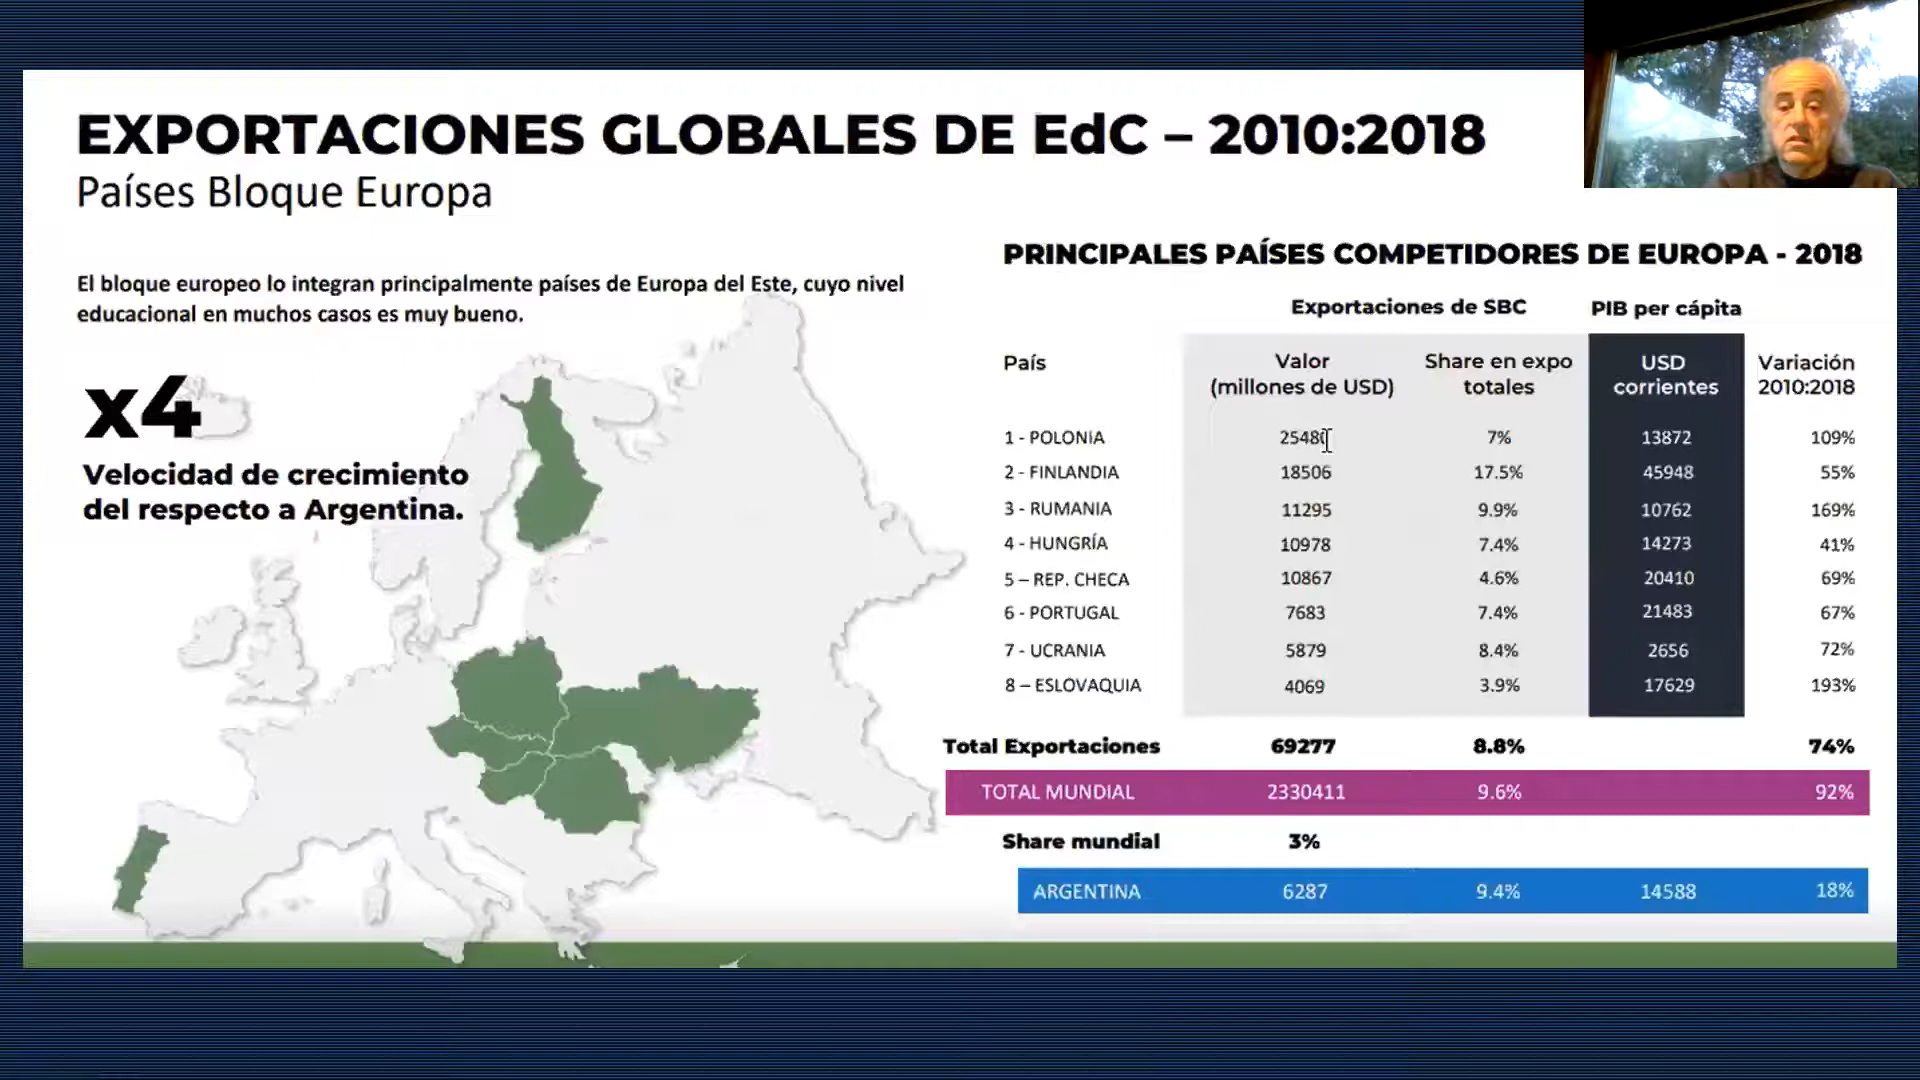 EXPORTACIONES GLOBALES DE EdC – 2010:2018
Países Bloque Europa
El bloque europeo lo integran principalmente países de Europa del Este, cuyo nivel
educacional en muchos casos es muy bueno.
x4
Velocidad de crecimiento
del respecto a Argentina.
PRINCIPALES PAÍSES COMPETIDORES DE EUROPA - 2018
Exportaciones de SBC PIB per cápita
País Valor (millones de USD) Share en expo totales USD corrientes Variación 2010:2018
1 - POLONIA 7% 13872 109%
2 - FINLANDIA 18506 17.5% 45948 55%
3 - RUMANIA 11295 9.9% 10762 169%
4 - HUNGRÍA 10978 7.4% 14273 41%
5 – REP. CHECA 10867 4.6% 20410 69%
6 - PORTUGAL 7683 7.4% 21483 67%
7 - UCRANIA 5879 8.4% 2656 72%
8 – ESLOVAQUIA 4069 3.9% 17629 193%
Total Exportaciones 69277 8.8% 74%
TOTAL MUNDIAL 2330411 9.6% 92%
Share mundial 3%
ARGENTINA 6287 9.4% 14588 18%